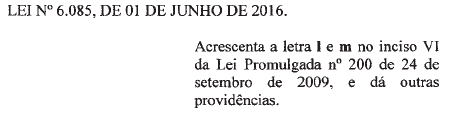 LEI Nº 6.085, DE 01 DE JUNHO DE 2016.
Acrescenta a letra l e m no inciso VI
da Lei Promulgada nº 200 de 24 de
setembro de 2009, e dá outras
providências.